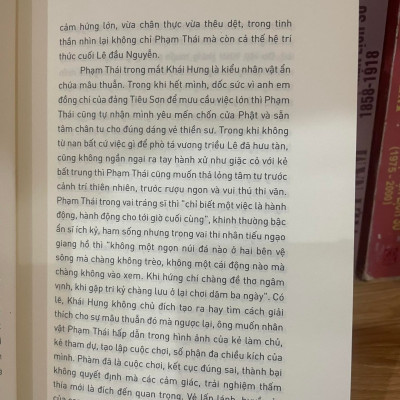 cảm hứng lớn, vừa chân thực vừa thêu dệt, trong tinh
thần nhìn lại không chỉ Phạm Thái mà còn cả thế hệ trí
thức cuối Lê đầu Nguyễn.
Phạm Thái trong mắt Khái Hưng là kiểu nhân vật ẩn
chứa mâu thuẫn. Trong khi hết mình, dốc sức vì anh em
đồng chí của đảng Tiêu Sơn để mưu cầu việc lớn thì Phạm
Thái cũng tự nhận mình yêu mến chốn cửa Phật và sẵn
tâm chân tu cho đúng dáng vẻ thiền sư. Trong khi không
từ nan bất cứ việc gì để phò tá vương triều Lê đã hưu tàn,
cũng không ngần ngại ra tay hành xử như giặc cỏ với kẻ
bất trung thì Phạm Thái cũng muốn thả lỏng tâm tư trước
cảnh trí thiên nhiên, trước rượu ngon và vui thú thi văn.
Phạm Thái trong vai tráng sĩ thì "chỉ biết một việc là hành
động, hành động cho tới giờ cuối cùng", khinh thường bậc
ẩn sĩ ích kỷ, ham sống nhưng trong vai thi nhân tiếu ngạo
giang hồ thì "không một ngọn núi đá nào ở hai bên vệ
sông mà chàng không trèo, không một cái động nào mà
chàng không vào xem. Khi hứng chí chàng để thơ ngâm
vịnh, khi gặp tri kỷ chàng lưu ở lại chơi dăm ba ngày". Có
lẽ, Khái Hưng không chủ đích tạo ra hay tìm cách giải
thích cho sự mâu thuẫn đó mà ngược lại, ông muốn nhân
vật Phạm Thái hấp dẫn trong hình ảnh của kẻ làm chủ,
kẻ tham dự, tạo lập cuộc chơi, số phận đa chiều kích của
mình. Phàm đã là cuộc chơi, kết cục đúng sai, thành bại
không quyết định mà các cảm giác, trải nghiệm thấm
thía mới là đích đến quan trọng. Vẻ lấp lánh,
1858-1918
(1975 - 2000)